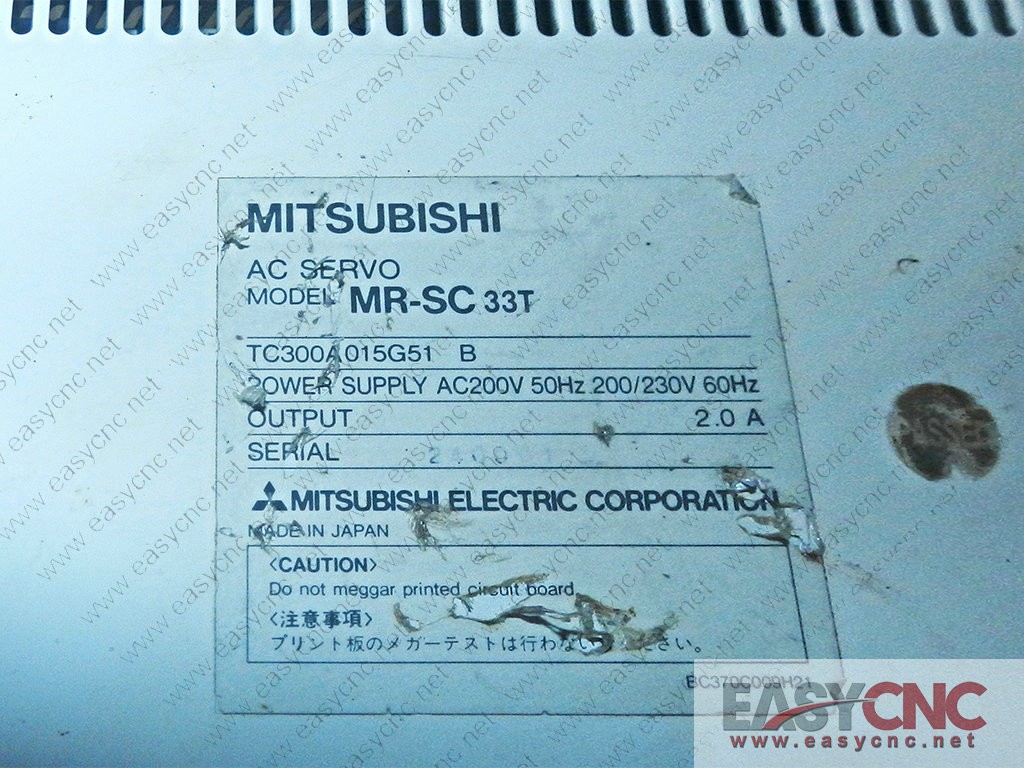 MITSUBISHI
AC SERVO
MODEL MR-SC 33T
TC300A015G51 B
POWER SUPPLY AC200V 50Hz 200/230V 60Hz
OUTPUT 2.0 A
SERIAL
MITSUBISHI ELECTRIC CORPORATION
MADE IN JAPAN
〈CAUTION〉
Do not meggar printed circuit board
〈注意事項〉
プリント板のメガーテストは行わないでください。
BC370C009H21
EASYCNC
www.easycnc.net